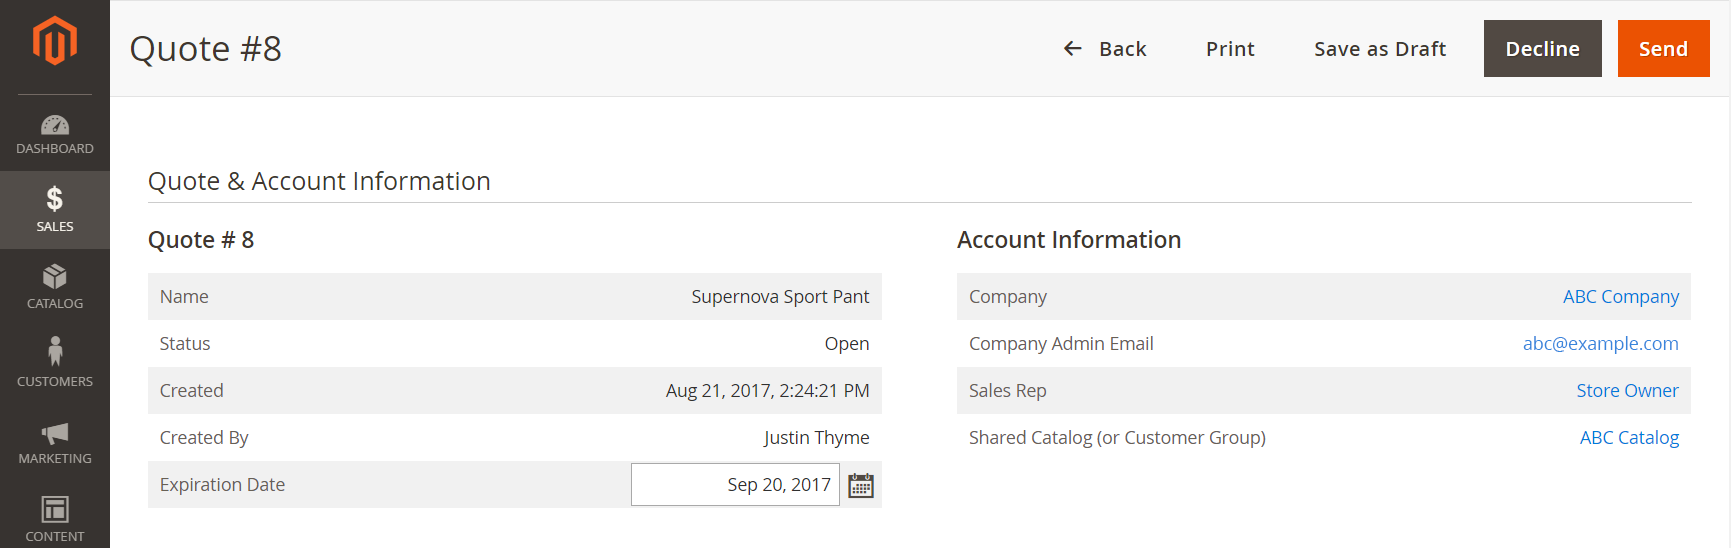 Quote #8
Back Print Save as Draft Decline Send
DASHBOARD
SALES
CATALOG
CUSTOMERS
MARKETING
CONTENT
Quote & Account Information
Quote # 8
Name Supernova Sport Pant
Status Open
Created Aug 21, 2017, 2:24:21 PM
Created By Justin Thyme
Expiration Date Sep 20, 2017
Account Information
Company ABC Company
Company Admin Email abc@example.com
Sales Rep Store Owner
Shared Catalog (or Customer Group) ABC Catalog